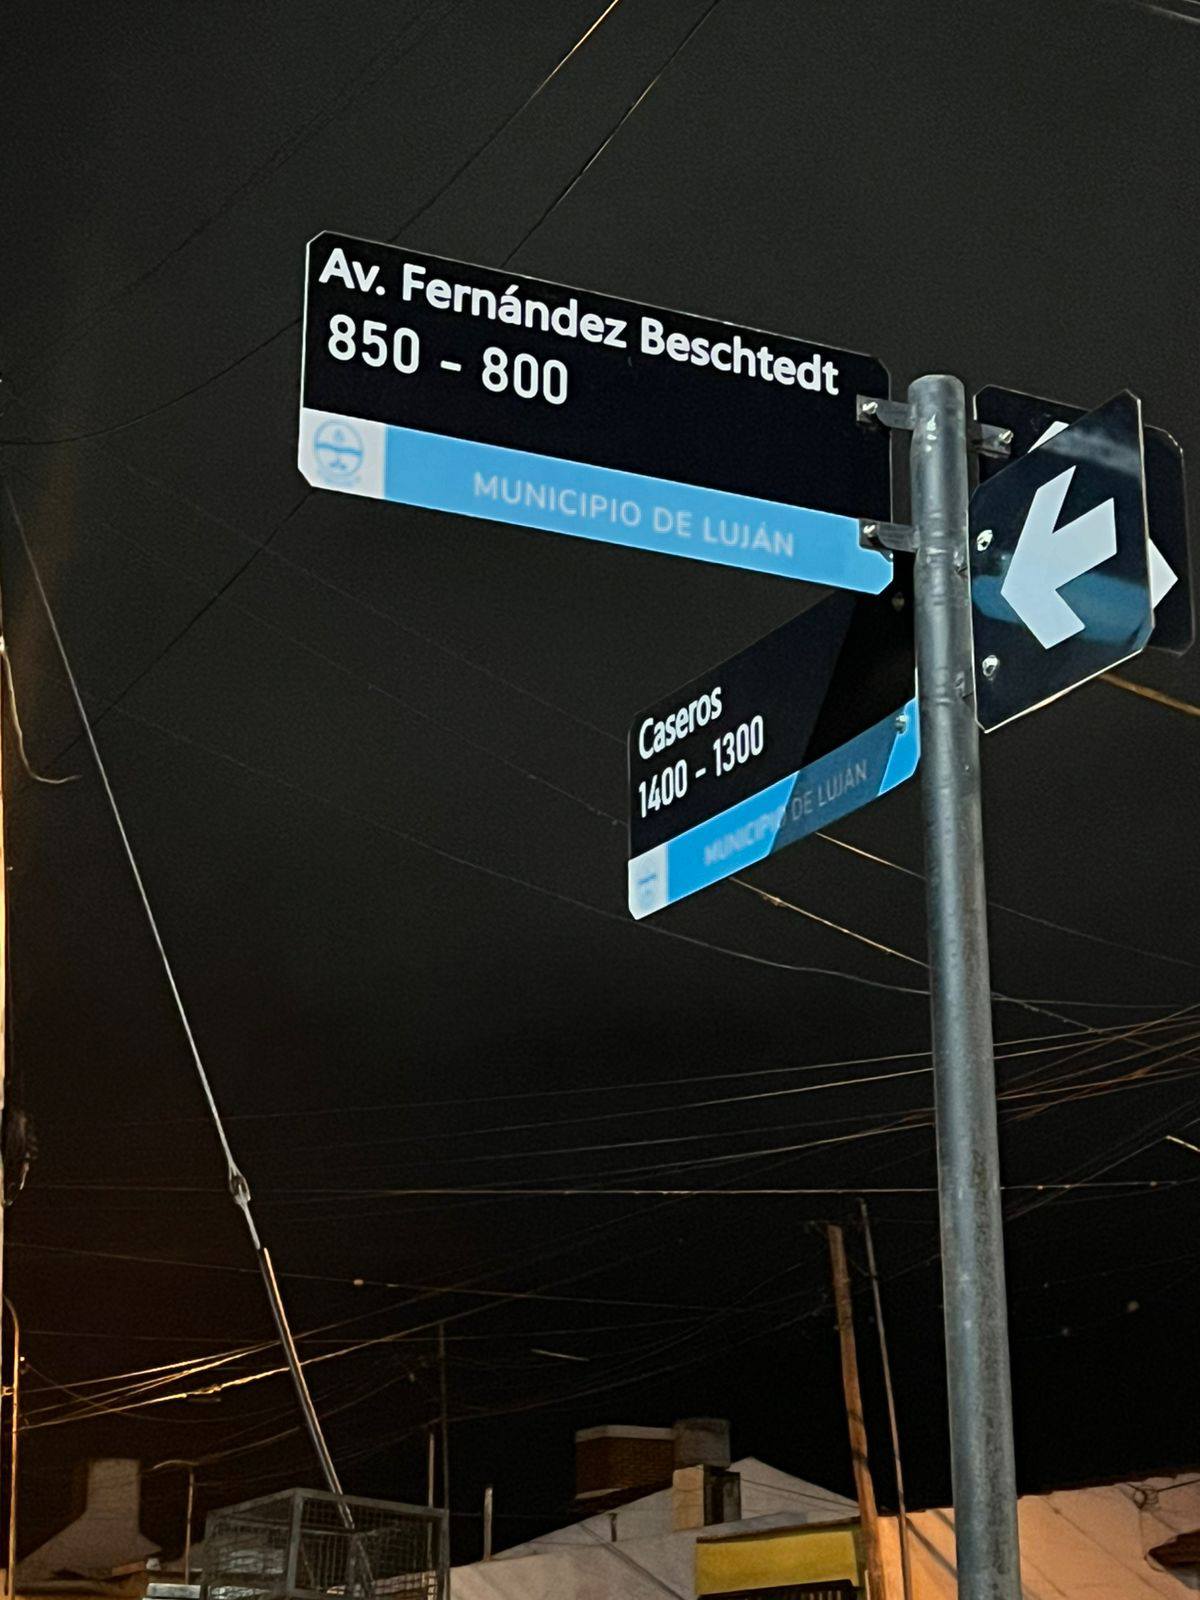 Av. Fernández Beschtedt
850 - 800
MUNICIPIO DE LUJÁN
Caseros
1400 - 1300
MUNICIPIO DE LUJÁN